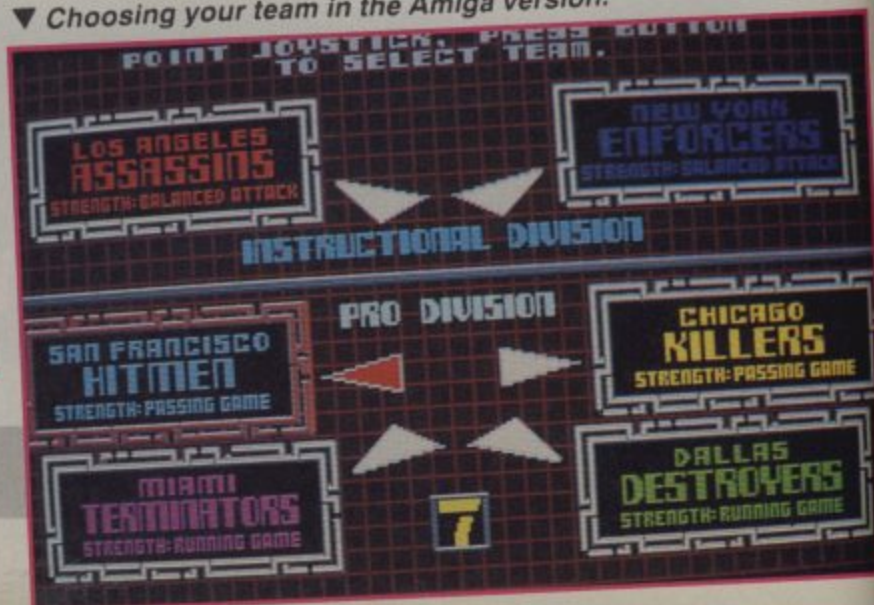 ▼ Choosing your team in the Amiga version.
POINT JOYSTICK, PRESS BUTTON
TO SELECT TEAM.
LOS ANGELES
ASSASSINS
STRENGTH: BALANCED ATTACK
NEW YORK
ENFORCERS
STRENGTH: BALANCED ATTACK
INSTRUCTIONAL DIVISION
PRO DIVISION
SAN FRANCISCO
HITMEN
STRENGTH: PASSING GAME
CHICAGO
KILLERS
STRENGTH: PASSING GAME
MIAMI
TERMINATORS
STRENGTH: RUNNING GAME
7
DALLAS
DESTROYERS
STRENGTH: RUNNING GAME